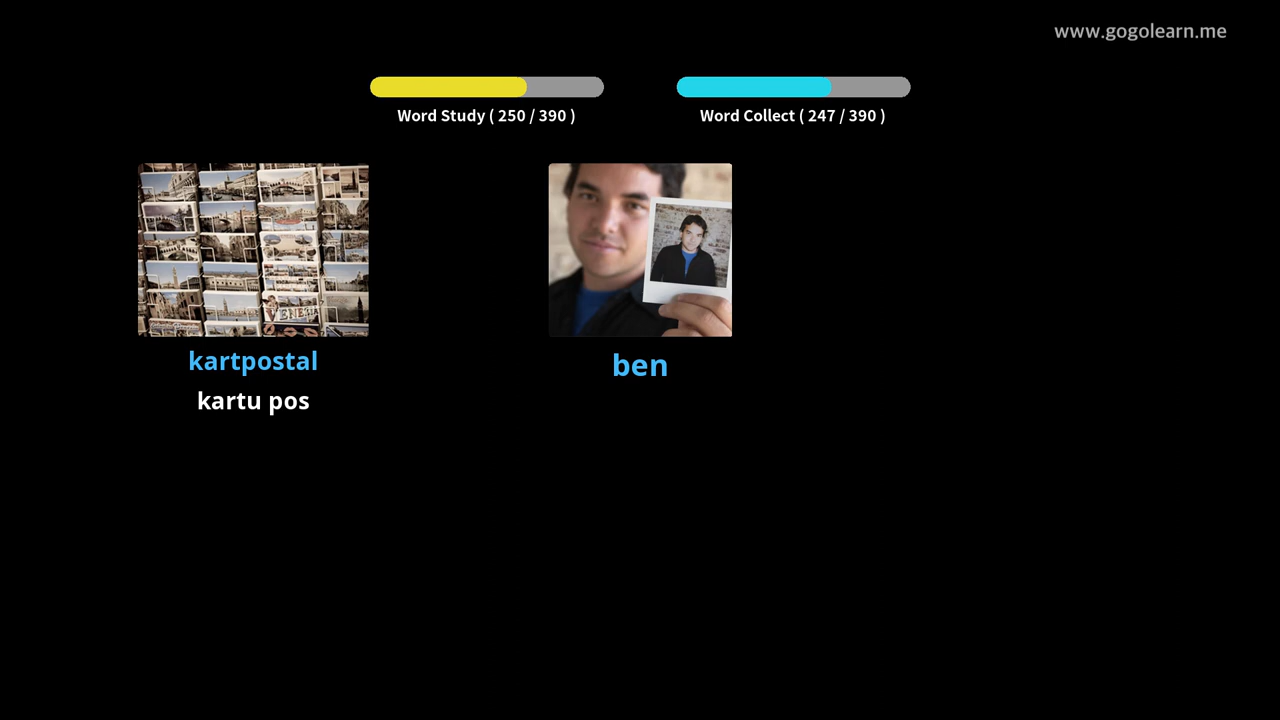 www.gogolearn.me
Word Study ( 250 / 390 )
Word Collect ( 247 / 390 )
kartpostal
kartu pos
ben